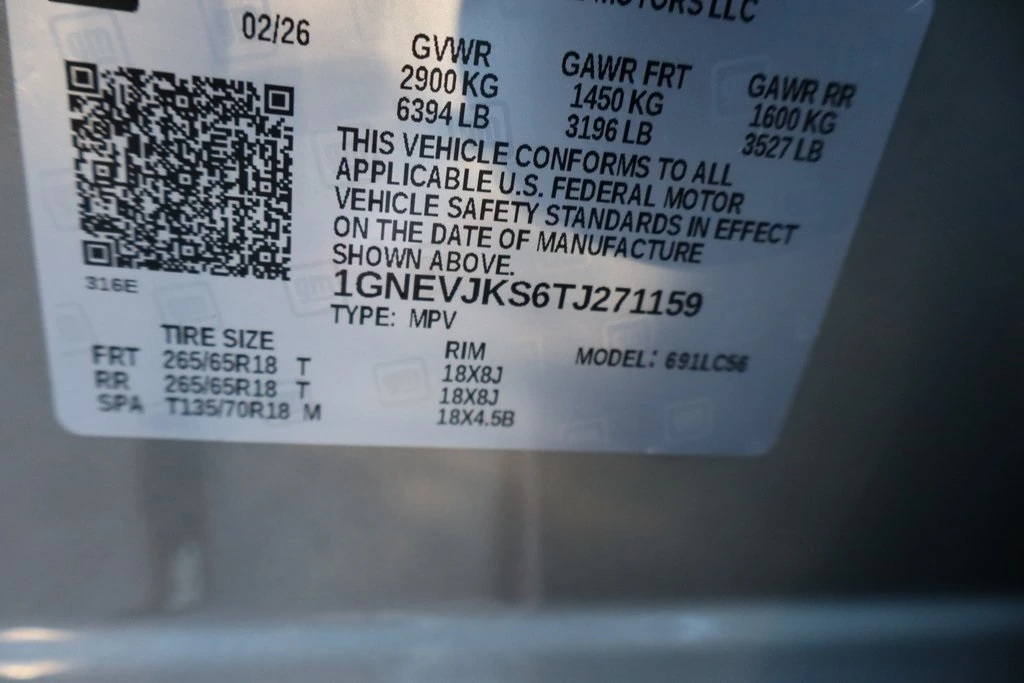 MOTORS LLC
02/26
GVWR GAWR FRT GAWR RR
2900 KG 1450 KG 1600 KG
6394 LB 3196 LB 3527 LB
THIS VEHICLE CONFORMS TO ALL
APPLICABLE U.S. FEDERAL MOTOR
VEHICLE SAFETY STANDARDS IN EFFECT
ON THE DATE OF MANUFACTURE
SHOWN ABOVE.
316E
1GNEVJKS6TJ271159
TYPE: MPV
TIRE SIZE RIM MODEL: 691LC56
FRT 265/65R18 T 18X8J
RR 265/65R18 T 18X8J
SPA T135/70R18 M 18X4.5B